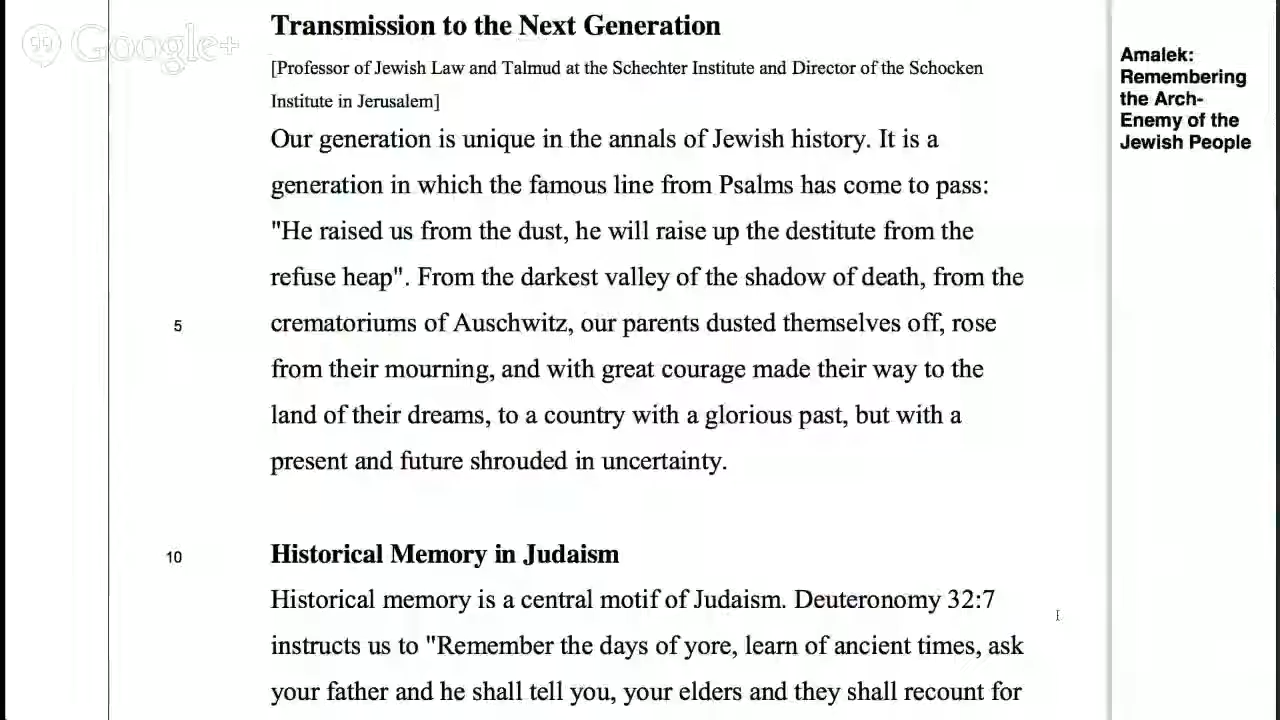 Google+
Transmission to the Next Generation
[Professor of Jewish Law and Talmud at the Schechter Institute and Director of the Schocken
Institute in Jerusalem]
Our generation is unique in the annals of Jewish history. It is a
generation in which the famous line from Psalms has come to pass:
"He raised us from the dust, he will raise up the destitute from the
refuse heap". From the darkest valley of the shadow of death, from the
5 crematoriums of Auschwitz, our parents dusted themselves off, rose
from their mourning, and with great courage made their way to the
land of their dreams, to a country with a glorious past, but with a
present and future shrouded in uncertainty.
10 Historical Memory in Judaism
Historical memory is a central motif of Judaism. Deuteronomy 32:7
instructs us to "Remember the days of yore, learn of ancient times, ask
your father and he shall tell you, your elders and they shall recount for
Amalek:
Remembering
the Arch-
Enemy of the
Jewish People